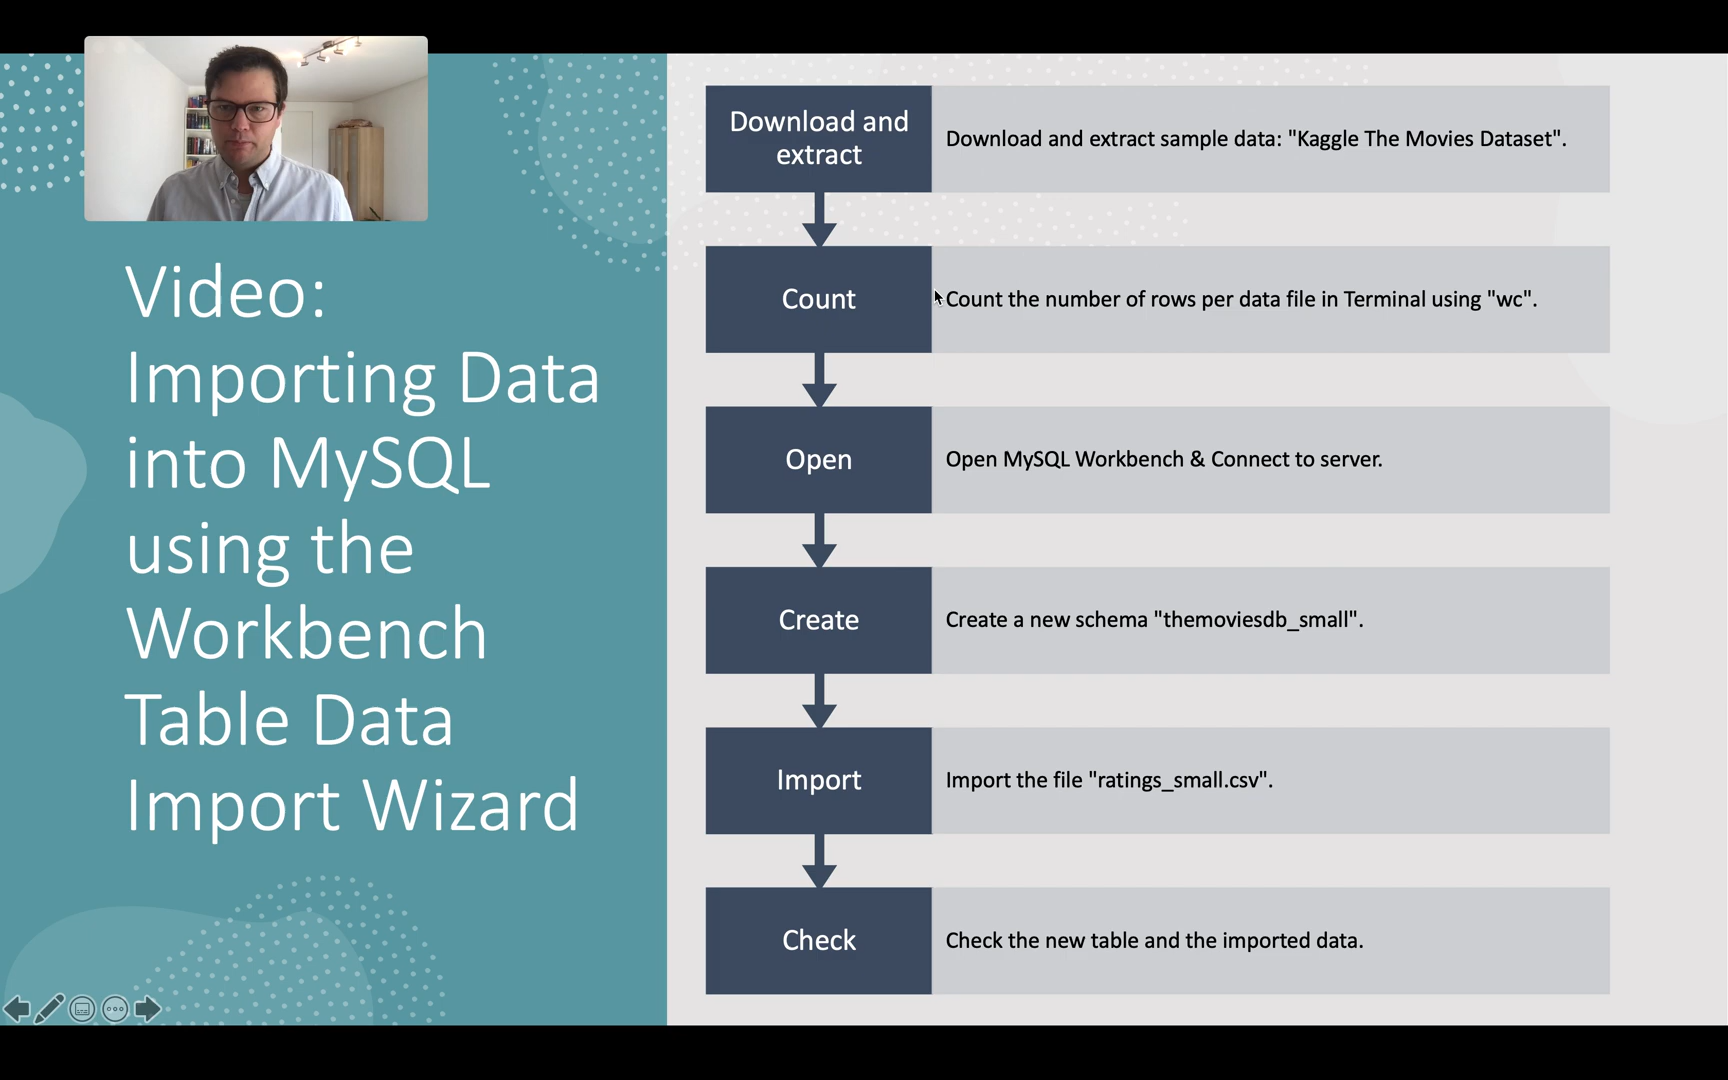 Video:
Importing Data
into MySQL
using the
Workbench
Table Data
Import Wizard
Download and
extract
Download and extract sample data: "Kaggle The Movies Dataset".
Count
Count the number of rows per data file in Terminal using "wc".
Open
Open MySQL Workbench & Connect to server.
Create
Create a new schema "themoviesdb_small".
Import
Import the file "ratings_small.csv".
Check
Check the new table and the imported data.